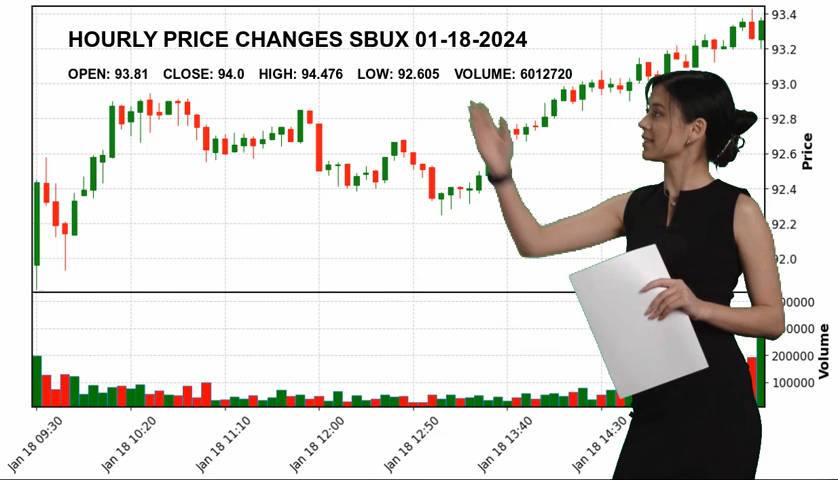 HOURLY PRICE CHANGES SBUX 01-18-2024
OPEN: 93.81 CLOSE: 94.0 HIGH: 94.476 LOW: 92.605 VOLUME: 6012720
93.4
93.2
93.0
92.8
92.6
92.4
92.2
92.0
Price
200000
100000
Volume
Jan 18 09:30
Jan 18 10:20
Jan 18 11:10
Jan 18 12:00
Jan 18 12:50
Jan 18 13:40
Jan 18 14:30